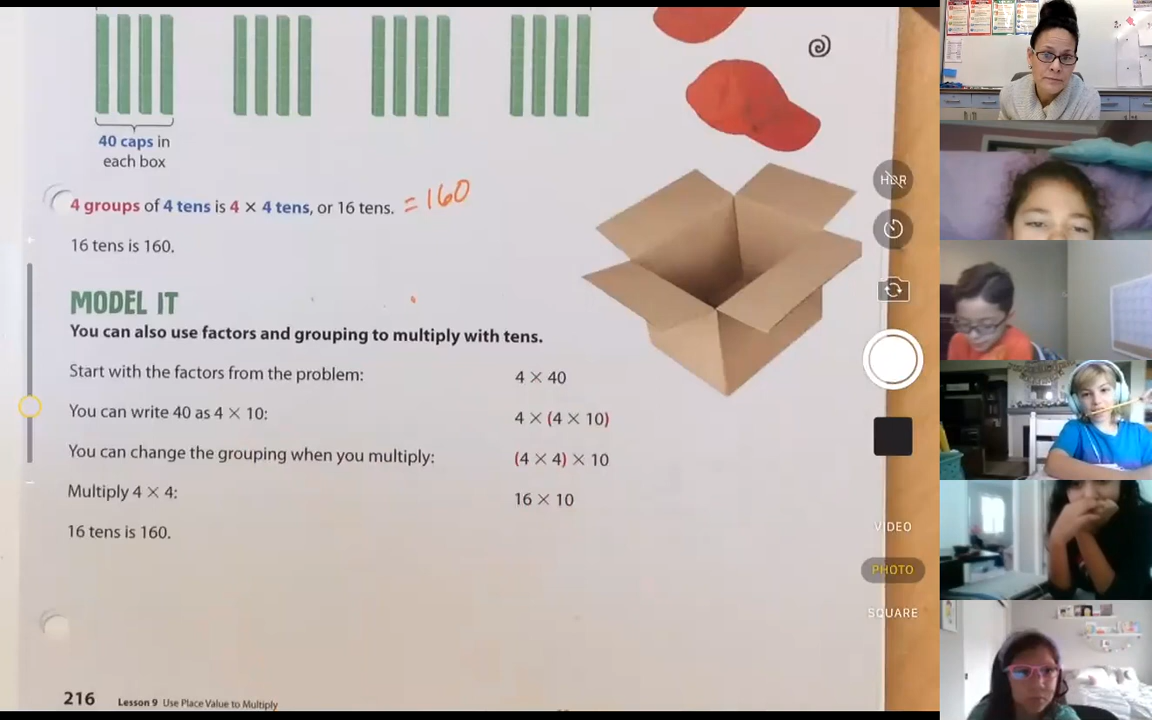 40 caps in
each box
4 groups of 4 tens is 4 × 4 tens, or 16 tens. = 160
16 tens is 160.
MODEL IT
You can also use factors and grouping to multiply with tens.
Start with the factors from the problem: 4 × 40
You can write 40 as 4 × 10: 4 × (4 × 10)
You can change the grouping when you multiply: (4 × 4) × 10
Multiply 4 × 4: 16 × 10
16 tens is 160.
216 Lesson 9 Use Place Value to Multiply
HDR
VIDEO
PHOTO
SQUARE